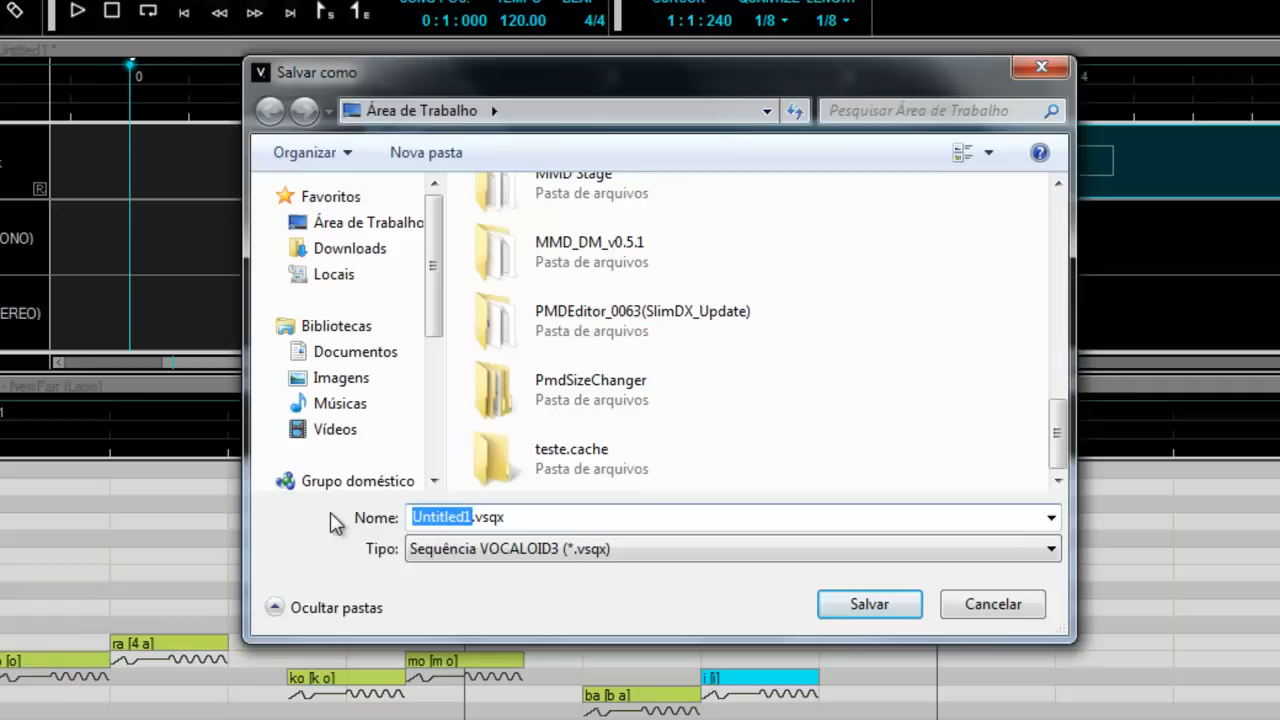 SONG POS. TEMPO BEAT
0:1:000 120.00 4/4
CURSOR QUANTIZE LENGTH
1:1:240 1/8 1/8
Untitled1 *
0
4
R
ONO)
EREO)
- NewPart [Lapis]
1
V Salvar como
Área de Trabalho
Pesquisar Área de Trabalho
Organizar
Nova pasta
Favoritos
Área de Trabalho
Downloads
Locais
Bibliotecas
Documentos
Imagens
Músicas
Vídeos
Grupo doméstico
MMD Stage
Pasta de arquivos
MMD_DM_v0.5.1
Pasta de arquivos
PMDEditor_0063(SlimDX_Update)
Pasta de arquivos
PmdSizeChanger
Pasta de arquivos
teste.cache
Pasta de arquivos
Nome: Untitled1.vsqx
Tipo: Sequência VOCALOID3 (*.vsqx)
Ocultar pastas
Salvar
Cancelar
ra [4 a]
[o]
ko [k o]
mo [m o]
ba [b a]
i [i]